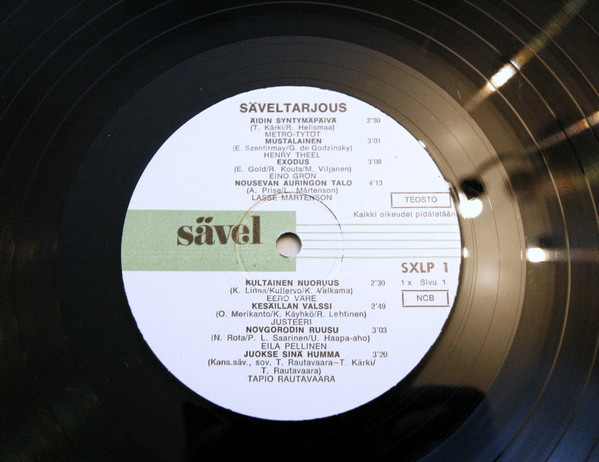 SÄVELTARJOUS
ÄIDIN SYNTYMÄPÄIVÄ 2'30
(T. Kärki/R. Helismaa)
METRO-TYTÖT
MUSTALAINEN 3'01
(E. Szentirmay/G. de Godzinsky)
HENRY THEEL
EXODUS 3'08
(E. Gold/R. Kouta/M. Viljanen)
EINO GRÖN
NOUSEVAN AURINGON TALO 4'13
(A. Price/L. Mårtenson)
LASSE MÅRTENSON
TEOSTO
Kaikki oikeudet pidätetään
sävel
SXLP 1
1 x Sivu 1
NCB
KULTAINEN NUORUUS 2'30
(K. Linna/Kullervo/K. Valkama)
EERO VÄRE
KESÄILLAN VALSSI 2'49
(O. Merikanto/K. Käyhkö/R. Lehtinen)
JUSTEERI
NOVGORODIN RUUSU 3'03
(N. Rota/P. L. Saarinen/U. Haapa-aho)
EILA PELLINEN
JUOKSE SINÄ HUMMA 3'20
(Kans.säv., sov. T. Rautavaara—T. Kärki/
T. Rautavaara)
TAPIO RAUTAVAARA